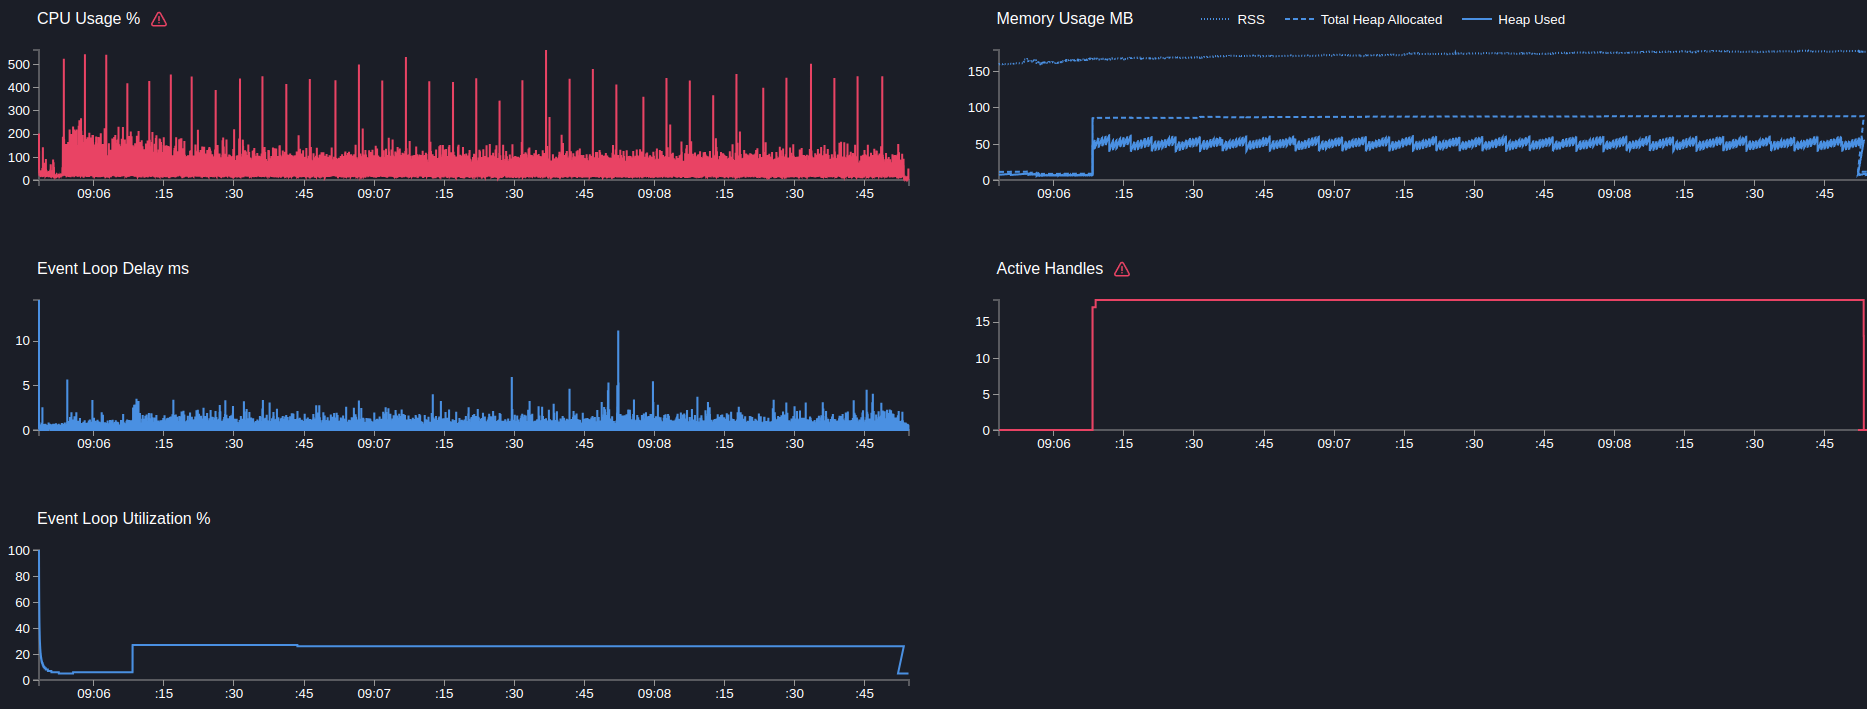 CPU Usage %
500
400
300
200
100
0
09:06 :15 :30 :45 09:07 :15 :30 :45 09:08 :15 :30 :45
Memory Usage MB RSS Total Heap Allocated Heap Used
150
100
50
0
09:06 :15 :30 :45 09:07 :15 :30 :45 09:08 :15 :30 :45
Event Loop Delay ms
10
5
0
09:06 :15 :30 :45 09:07 :15 :30 :45 09:08 :15 :30 :45
Active Handles
15
10
5
0
09:06 :15 :30 :45 09:07 :15 :30 :45 09:08 :15 :30 :45
Event Loop Utilization %
100
80
60
40
20
0
09:06 :15 :30 :45 09:07 :15 :30 :45 09:08 :15 :30 :45